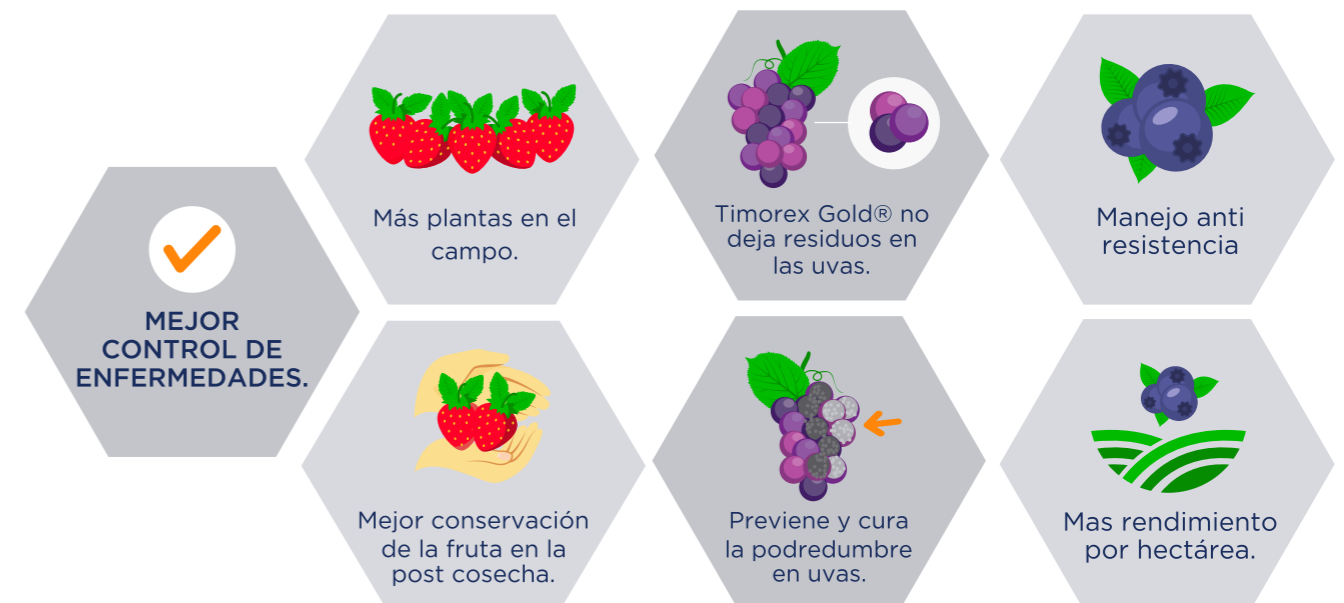 MEJOR
CONTROL DE
ENFERMEDADES.
Más plantas en el
campo.
Timorex Gold® no
deja residuos en
las uvas.
Manejo anti
resistencia
Mejor conservación
de la fruta en la
post cosecha.
Previene y cura
la podredumbre
en uvas.
Mas rendimiento
por hectárea.